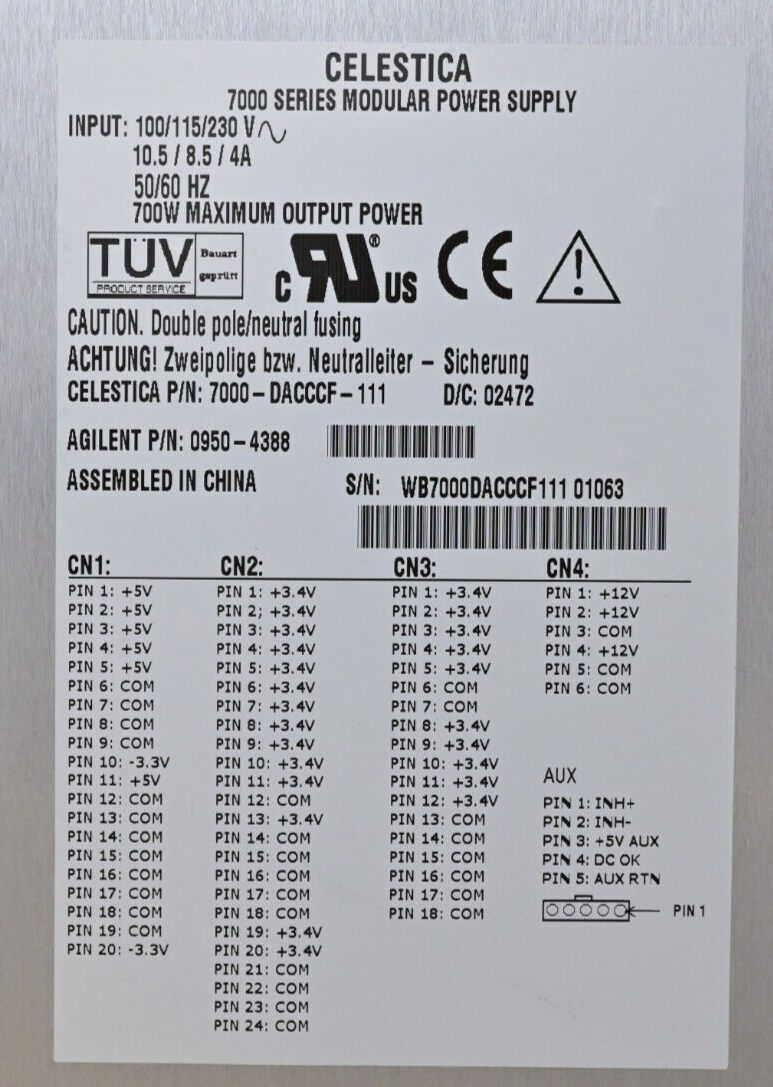 CELESTICA
7000 SERIES MODULAR POWER SUPPLY
INPUT: 100/115/230 V∿
10.5 / 8.5 / 4A
50/60 HZ
700W MAXIMUM OUTPUT POWER
TÜV
PRODUCT SERVICE
Bauart
geprüft
c RU ® US
CE
!
CAUTION. Double pole/neutral fusing
ACHTUNG! Zweipolige bzw. Neutralleiter – Sicherung
CELESTICA P/N: 7000–DACCCF–111 D/C: 02472
AGILENT P/N: 0950–4388
ASSEMBLED IN CHINA S/N: WB7000DACCCF111 01063
CN1:
PIN 1: +5V
PIN 2: +5V
PIN 3: +5V
PIN 4: +5V
PIN 5: +5V
PIN 6: COM
PIN 7: COM
PIN 8: COM
PIN 9: COM
PIN 10: -3.3V
PIN 11: +5V
PIN 12: COM
PIN 13: COM
PIN 14: COM
PIN 15: COM
PIN 16: COM
PIN 17: COM
PIN 18: COM
PIN 19: COM
PIN 20: -3.3V
CN2:
PIN 1: +3.4V
PIN 2; +3.4V
PIN 3: +3.4V
PIN 4: +3.4V
PIN 5: +3.4V
PIN 6: +3.4V
PIN 7: +3.4V
PIN 8: +3.4V
PIN 9: +3.4V
PIN 10: +3.4V
PIN 11: +3.4V
PIN 12: COM
PIN 13: +3.4V
PIN 14: COM
PIN 15: COM
PIN 16: COM
PIN 17: COM
PIN 18: COM
PIN 19: +3.4V
PIN 20: +3.4V
PIN 21: COM
PIN 22: COM
PIN 23: COM
PIN 24: COM
CN3:
PIN 1: +3.4V
PIN 2: +3.4V
PIN 3: +3.4V
PIN 4: +3.4V
PIN 5: +3.4V
PIN 6: COM
PIN 7: COM
PIN 8: +3.4V
PIN 9: +3.4V
PIN 10: +3.4V
PIN 11: +3.4V
PIN 12: +3.4V
PIN 13: COM
PIN 14: COM
PIN 15: COM
PIN 16: COM
PIN 17: COM
PIN 18: COM
CN4:
PIN 1: +12V
PIN 2: +12V
PIN 3: COM
PIN 4: +12V
PIN 5: COM
PIN 6: COM
AUX
PIN 1: INH+
PIN 2: INH-
PIN 3: +5V AUX
PIN 4: DC OK
PIN 5: AUX RTN
PIN 1